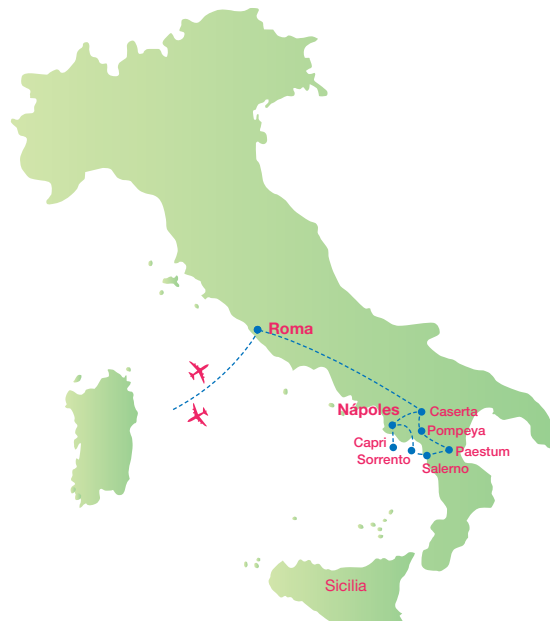 Roma
Nápoles
Caserta
Pompeya
Capri
Paestum
Sorrento
Salerno
Sicilia